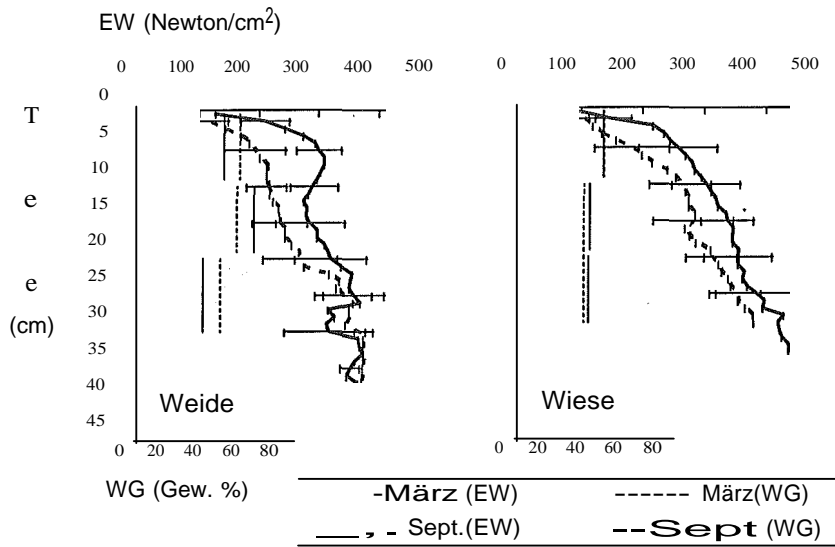 EW (Newton/cm²)
0 100 200 300 400 500 0 100 200 300 400 500
0
T
5
10
15
e
20
25
e
30
(cm)
35
40
45
Weide
Wiese
0 20 40 60 80 0 20 40 60 80
WG (Gew. %)
-März (EW) März(WG)
Sept.(EW) Sept (WG)